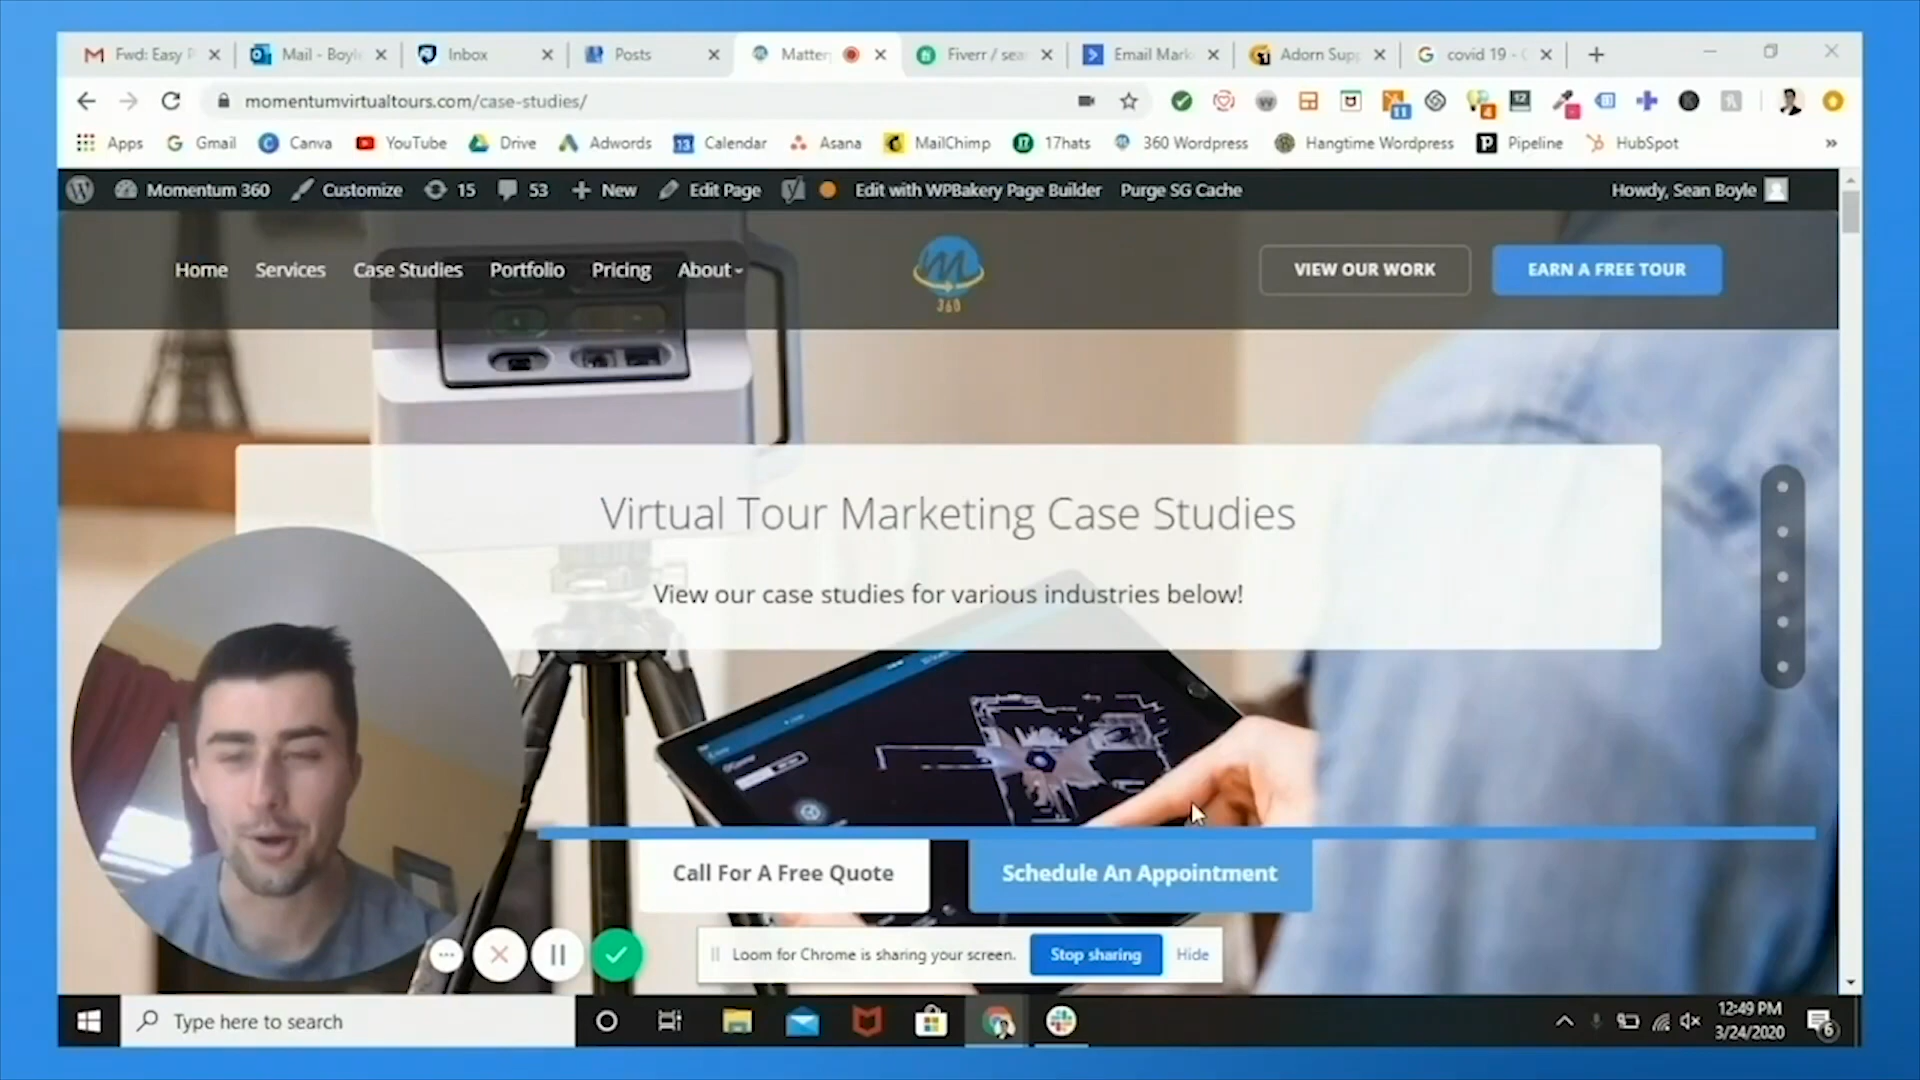 Fwd: Easy
Mail - Boyle
Inbox
Posts
Matterp
Fiverr / sear
Email Mark
Adorn Supp
covid 19 -
momentumvirtualtours.com/case-studies/
Apps
Gmail
Canva
YouTube
Drive
Adwords
Calendar
Asana
MailChimp
17hats
360 Wordpress
Hangtime Wordpress
Pipeline
HubSpot
»
Momentum 360
Customize
15
53
New
Edit Page
Edit with WPBakery Page Builder
Purge SG Cache
Howdy, Sean Boyle
Home
Services
Case Studies
Portfolio
Pricing
About
360
VIEW OUR WORK
EARN A FREE TOUR
Virtual Tour Marketing Case Studies
View our case studies for various industries below!
Call For A Free Quote
Schedule An Appointment
Loom for Chrome is sharing your screen.
Stop sharing
Hide
Type here to search
12:49 PM
3/24/2020
6